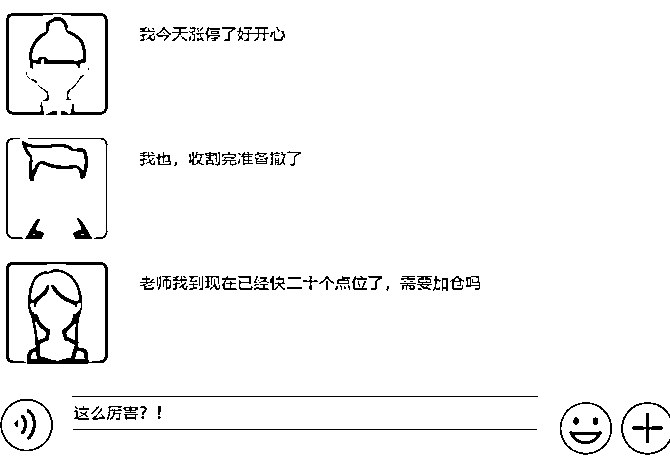 我今天涨停了好开心
我也，收割完准备撤了
老师我到现在已经快二十个点位了，需要加仓吗
这么厉害？！